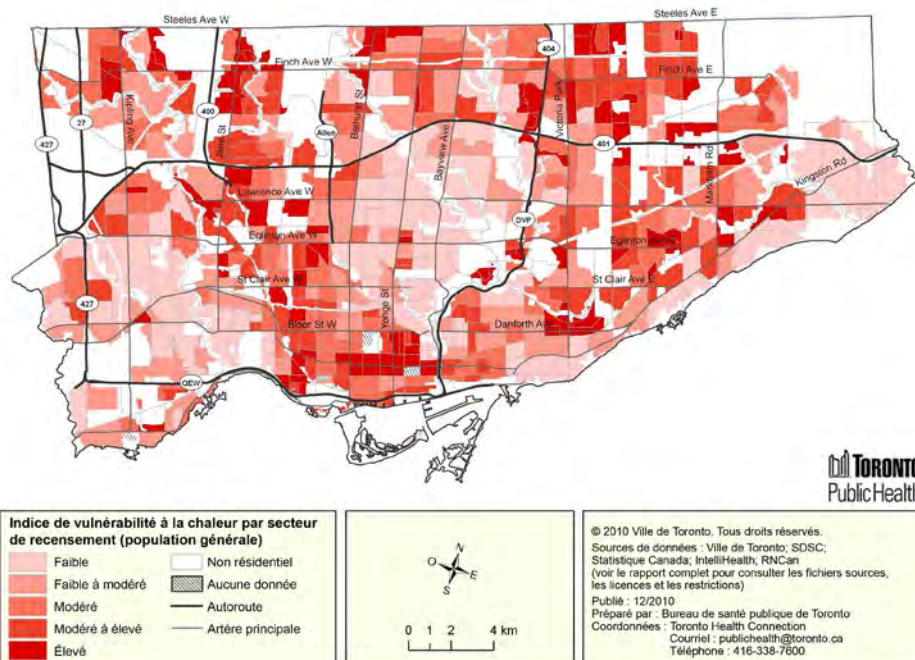 Steeles Ave W
Steeles Ave E
404
Finch Ave W
Finch Ave E
Kipling Ave
400
27
427
Jane St
Allen
Bathurst St
Bayview Ave
Victoria Park
401
Markham Rd
Kingston Rd
Lawrence Ave W
DVP
Eglinton Ave W
St Clair Ave W
St Clair Ave E
427
Yonge St
Bloor St W
Danforth Ave
QEW
TORONTO
Public Health
Indice de vulnérabilité à la chaleur par secteur
de recensement (population générale)
Faible
Faible à modéré
Modéré
Modéré à élevé
Élevé
Non résidentiel
Aucune donnée
Autoroute
Artère principale
N
O
E
S
0 1 2 4 km
© 2010 Ville de Toronto. Tous droits réservés.
Sources de données : Ville de Toronto; SDSC;
Statistique Canada; IntelliHealth; RNCan
(voir le rapport complet pour consulter les fichiers sources,
les licences et les restrictions)
Publié : 12/2010
Préparé par : Bureau de santé publique de Toronto
Coordonnées : Toronto Health Connection
Courriel : publichealth@toronto.ca
Téléphone : 416-338-7600